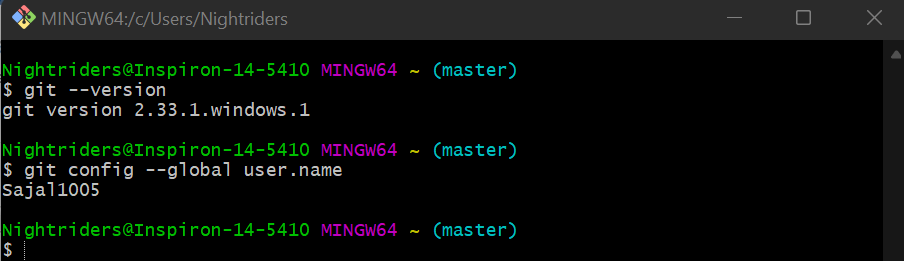 MINGW64:/c/Users/Nightriders
Nightriders@Inspiron-14-5410 MINGW64 ~ (master)
$ git --version
git version 2.33.1.windows.1
Nightriders@Inspiron-14-5410 MINGW64 ~ (master)
$ git config --global user.name
Sajal1005
Nightriders@Inspiron-14-5410 MINGW64 ~ (master)
$